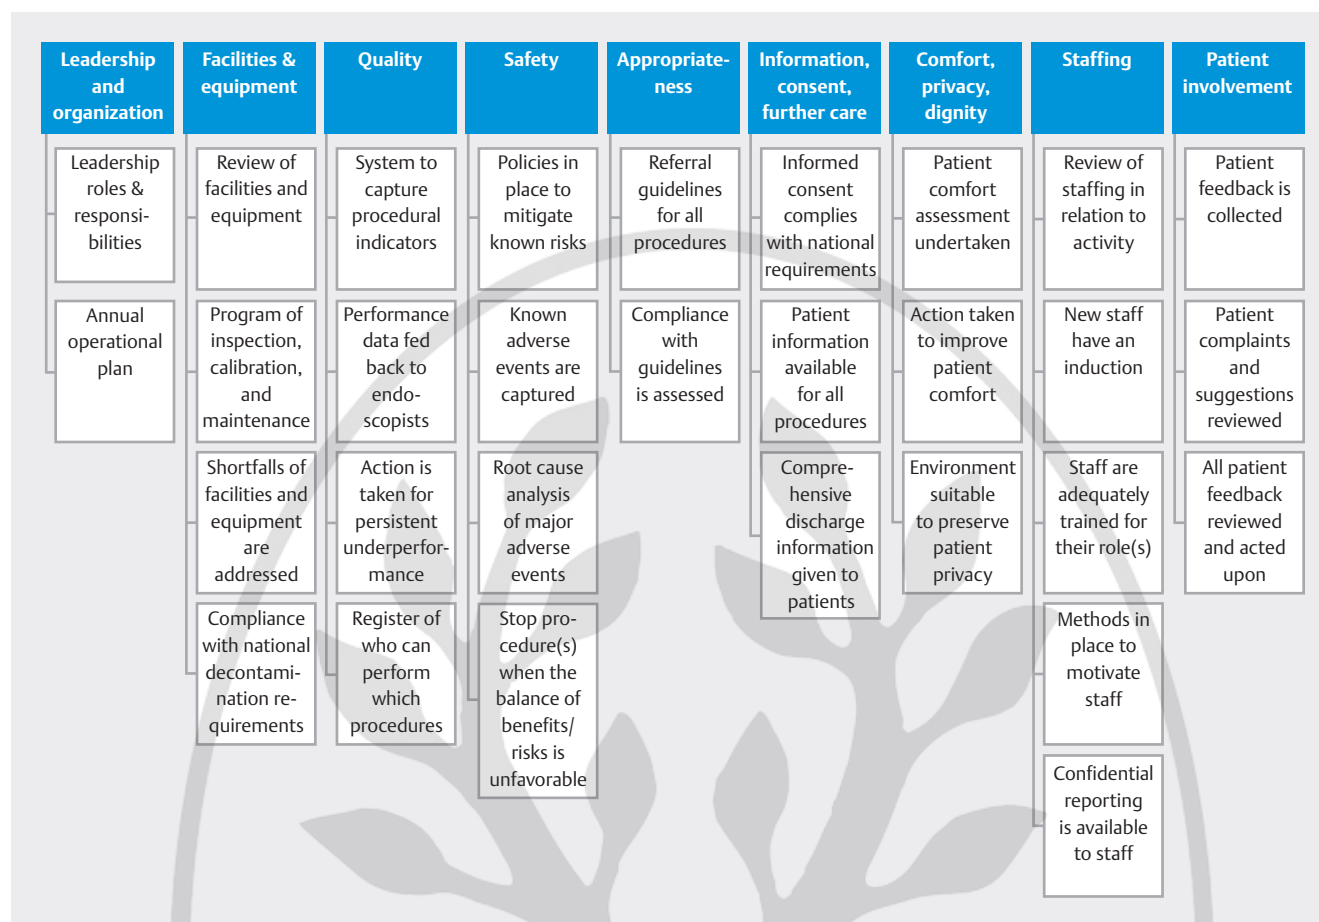 Leadership
and
organization
Leadership
roles &
responsi-
bilities
Annual
operational
plan
Facilities &
equipment
Review of
facilities and
equipment
Program of
inspection,
calibration,
and
maintenance
Shortfalls of
facilities and
equipment
are
addressed
Compliance
with national
decontami-
nation re-
quirements
Quality
System to
capture
procedural
indicators
Performance
data fed
back to
endo-
scopists
Action is
taken for
persistent
underperfor-
mance
Register of
who can
perform
which
procedures
Safety
Policies in
place to
mitigate
known risks
Known
adverse
events are
captured
Root cause
analysis
of major
adverse
events
Stop pro-
cedure(s)
when the
balance of
benefits/
risks is
unfavorable
Appropriate-
ness
Referral
guidelines
for all
procedures
Compliance
with
guidelines
is assessed
Information,
consent,
further care
Informed
consent
complies
with national
requirements
Patient
information
available
for all
procedures
Compre-
hensive
discharge
information
given to
patients
Comfort,
privacy,
dignity
Patient
comfort
assessment
undertaken
Action taken
to improve
patient
comfort
Environment
suitable
to preserve
patient
privacy
Staffing
Review of
staffing in
relation to
activity
New staff
have an
induction
Staff are
adequately
trained for
their role(s)
Methods in
place to
motivate
staff
Confidential
reporting
is available
to staff
Patient
involvement
Patient
feedback is
collected
Patient
complaints
and
suggestions
reviewed
All patient
feedback
reviewed
and acted
upon